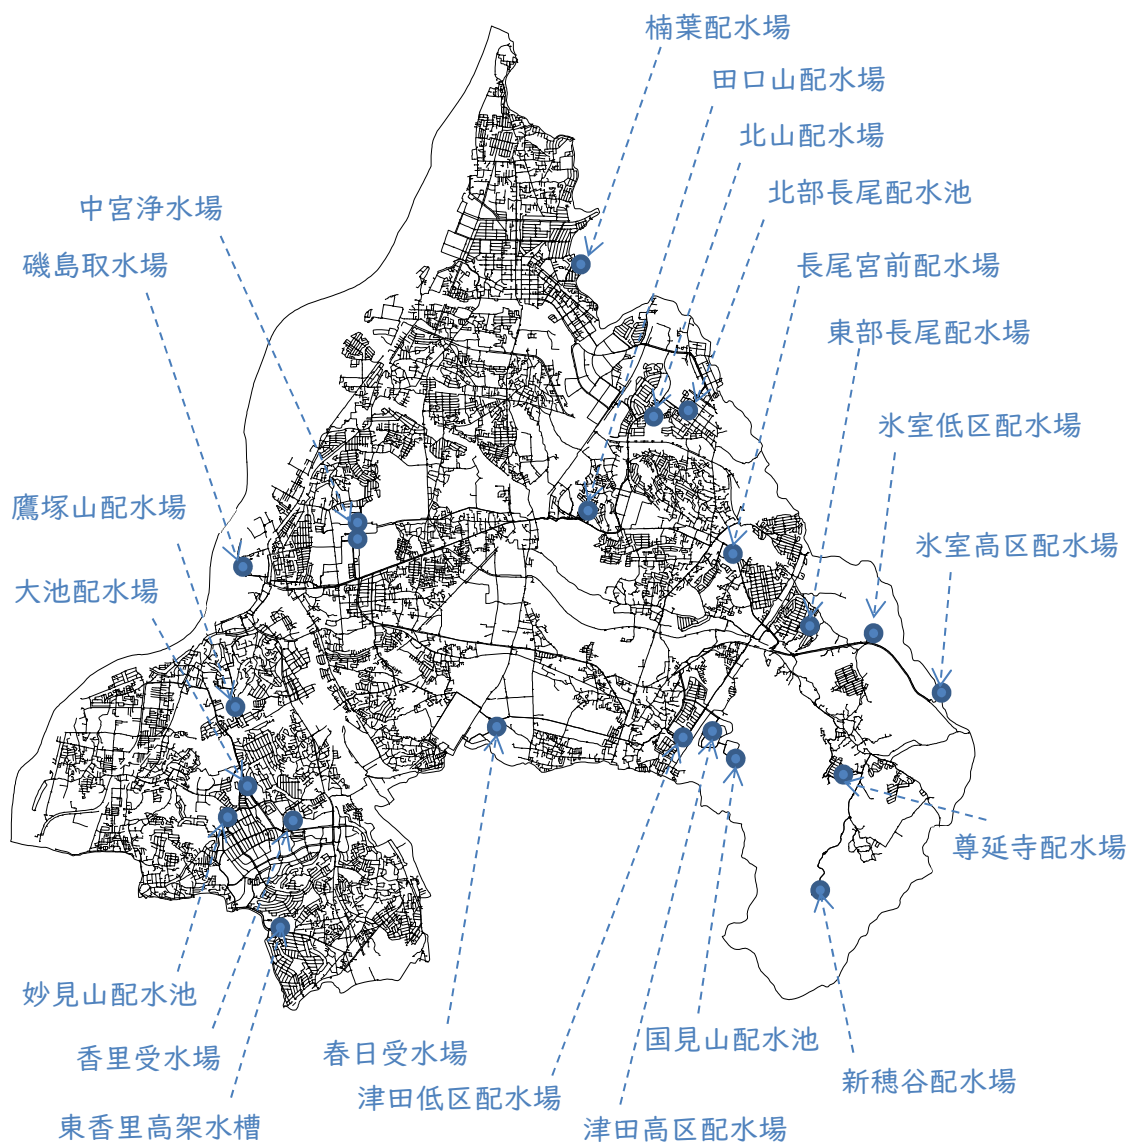 楠葉配水場
田口山配水場
北山配水場
北部長尾配水池
中宮浄水場
磯島取水場
長尾宮前配水場
東部長尾配水場
氷室低区配水場
鷹塚山配水場
氷室高区配水場
大池配水場
尊延寺配水場
妙見山配水池
香里受水場
春日受水場
国見山配水池
新穂谷配水場
津田低区配水場
東香里高架水槽
津田高区配水場